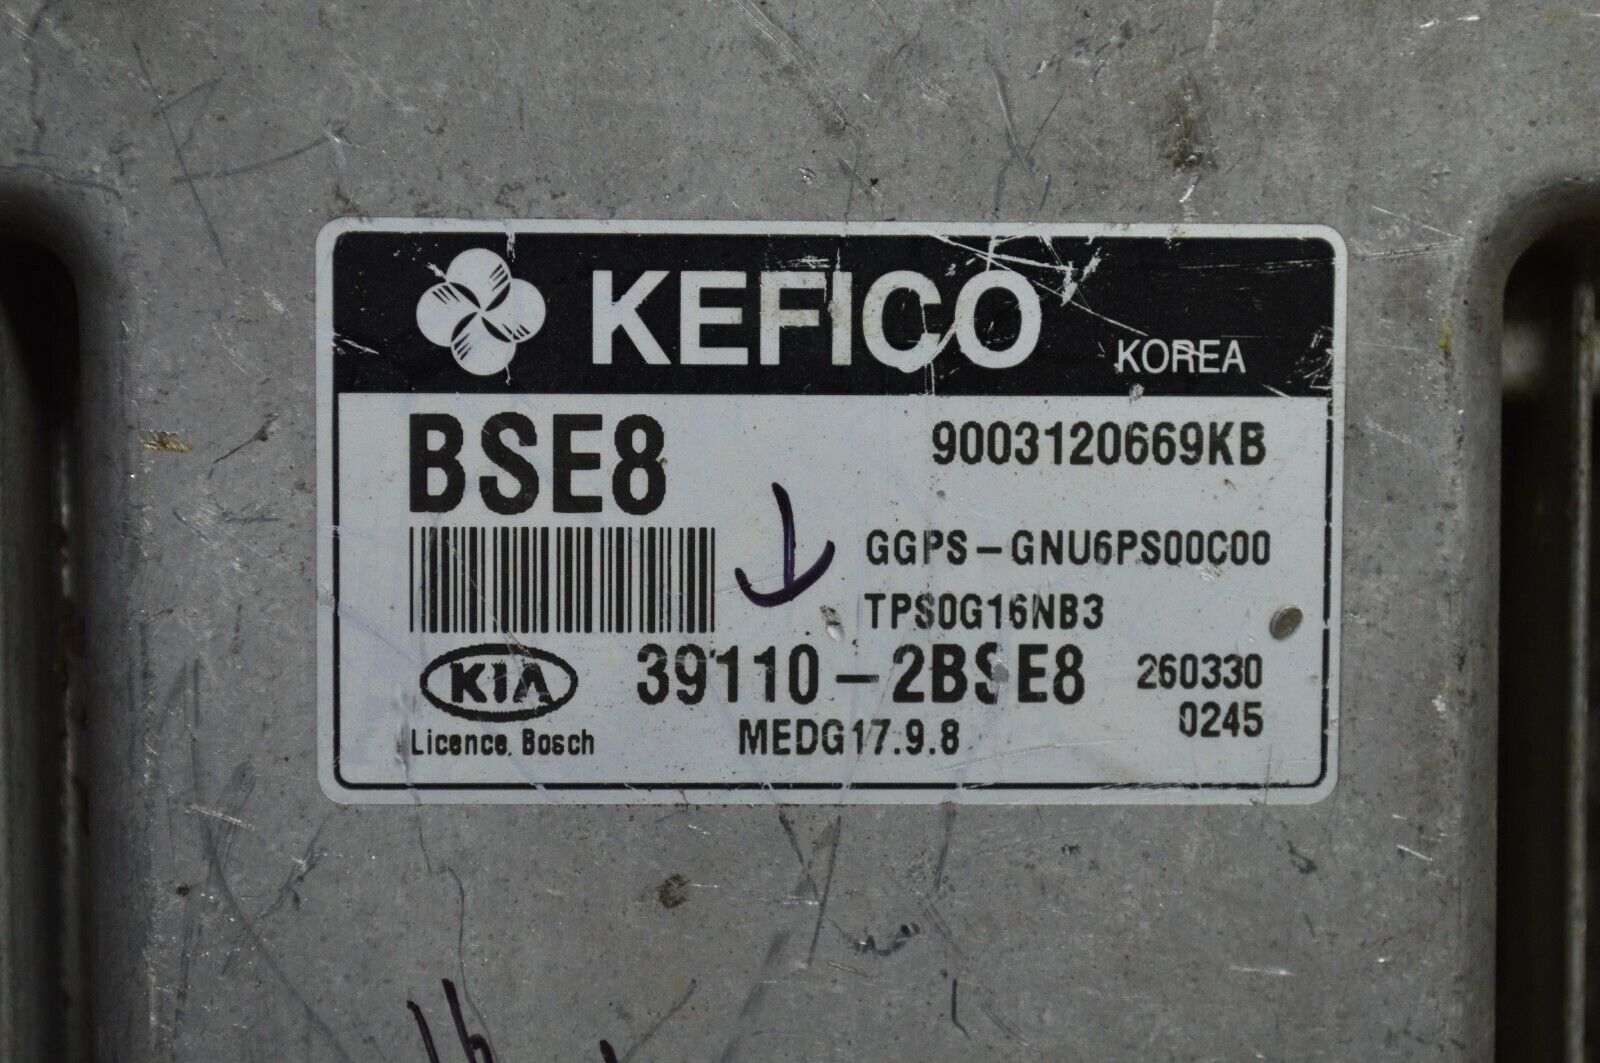 KEFICO
KOREA
BSE8
9003120669KB
GGPS-GNU6PS00C00
TPS0G16NB3
KIA
39110-2BSE8
260330
0245
Licence. Bosch
MEDG17.9.8